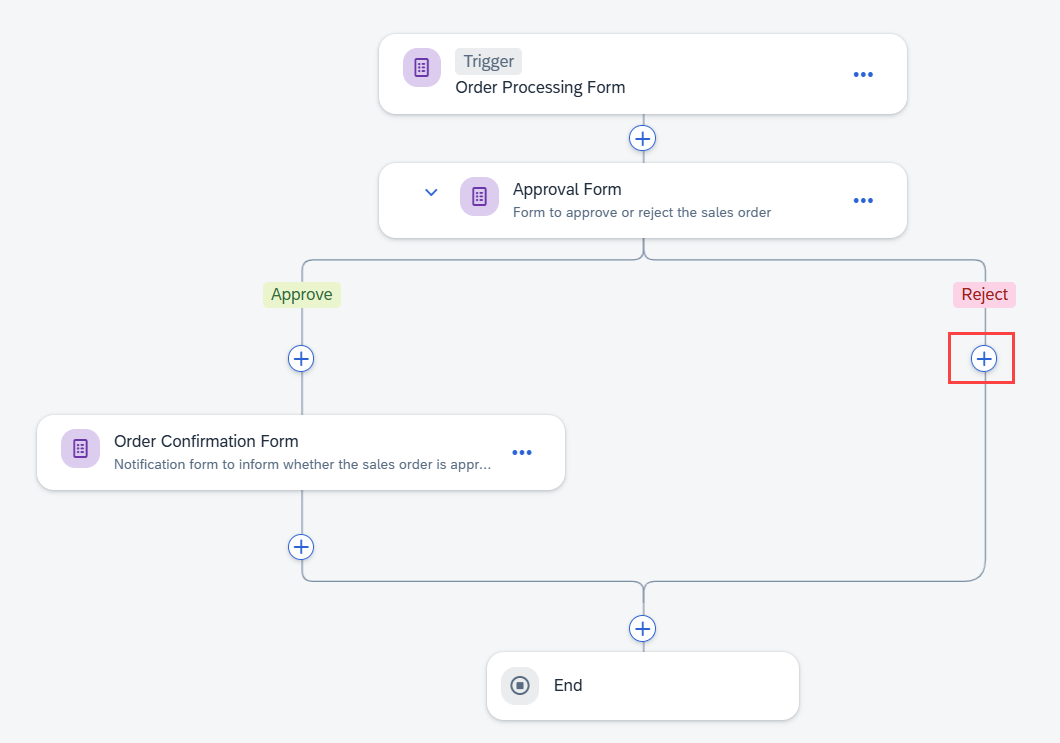 Trigger
Order Processing Form
Approval Form
Form to approve or reject the sales order
Approve
Reject
Order Confirmation Form
Notification form to inform whether the sales order is appr...
End